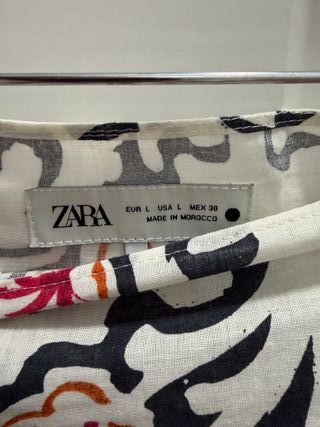 ZARA
EUR L USA L MEX 30
MADE IN MOROCCO